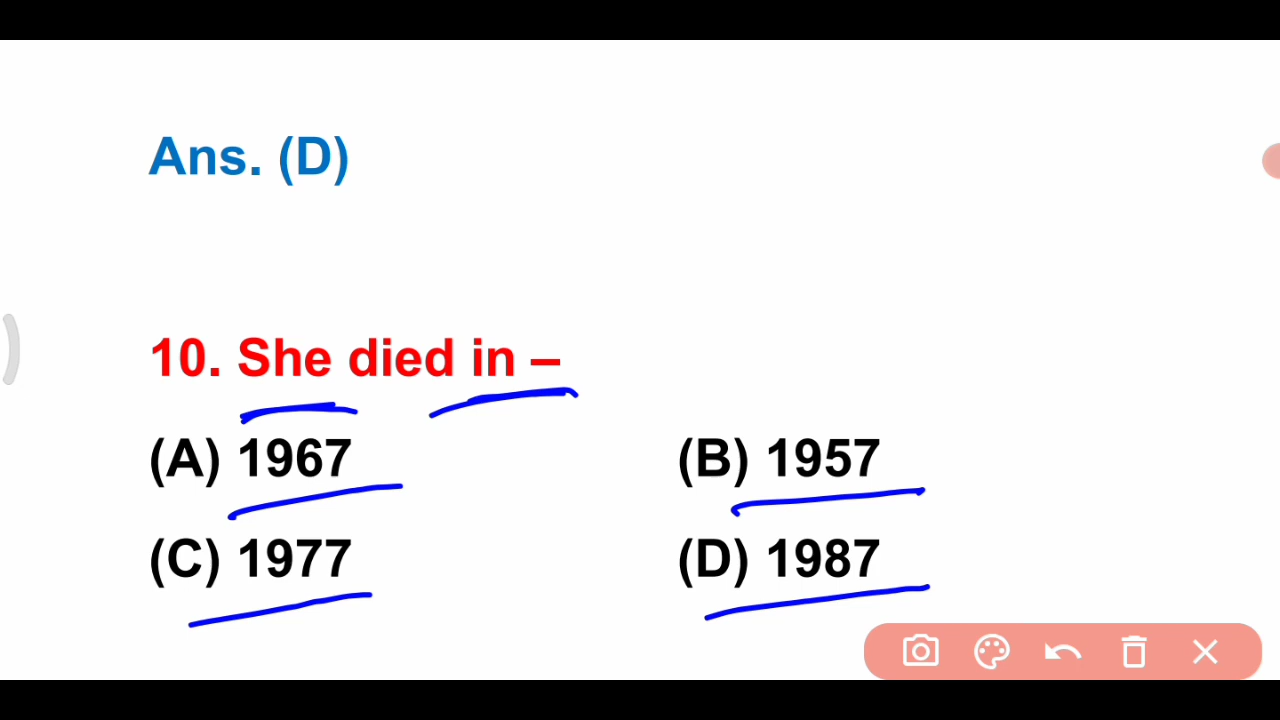 Ans. (D)
10. She died in –
(A) 1967 (B) 1957
(C) 1977 (D) 1987